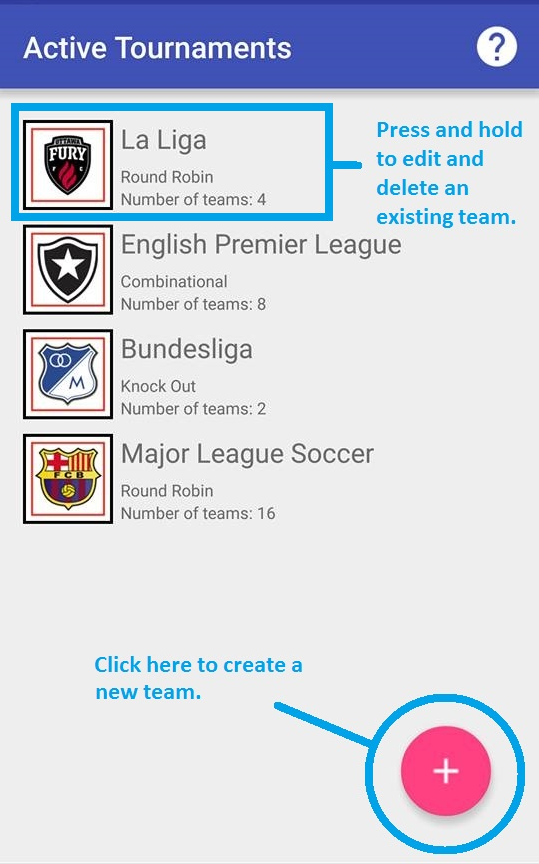 Active Tournaments
?
OTTAWA
FURY
F C
La Liga
Round Robin
Number of teams: 4
Press and hold
to edit and
delete an
existing team.
English Premier League
Combinational
Number of teams: 8
M
Bundesliga
Knock Out
Number of teams: 2
FCB
Major League Soccer
Round Robin
Number of teams: 16
Click here to create a
new team.
+